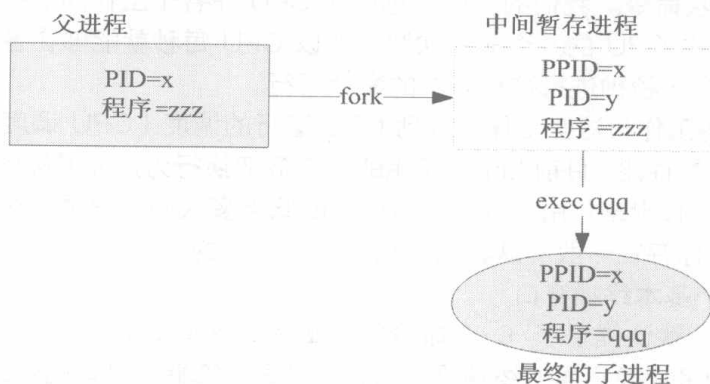 父进程
中间暂存进程
PID=x
程序 =zzz
fork
PPID=x
PID=y
程序 =zzz
exec qqq
PPID=x
PID=y
程序=qqq
最终的子进程